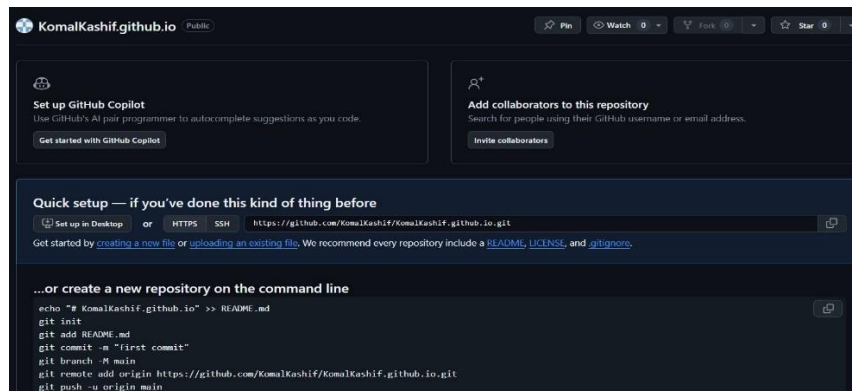 KomalKashif.github.io Public
Pin Watch 0 Fork 0 Star 0
Set up GitHub Copilot
Use GitHub's AI pair programmer to autocomplete suggestions as you code.
Get started with GitHub Copilot
Add collaborators to this repository
Search for people using their GitHub username or email address.
Invite collaborators
Quick setup — if you've done this kind of thing before
Set up in Desktop or HTTPS SSH https://github.com/KomalKashif/KomalKashif.github.io.git
Get started by creating a new file or uploading an existing file. We recommend every repository include a README, LICENSE, and .gitignore.
...or create a new repository on the command line
echo "# KomalKashif.github.io" >> README.md
git init
git add README.md
git commit -m "first commit"
git branch -M main
git remote add origin https://github.com/KomalKashif/KomalKashif.github.io.git
git push -u origin main